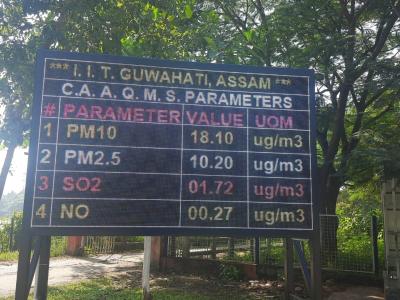 *** I. I. T. GUWAHATI, ASSAM ***
C. A. A. Q. M. S. PARAMETERS
# PARAMETER VALUE UOM
1 PM10 18.10 ug/m3
2 PM2.5 10.20 ug/m3
3 SO2 01.72 ug/m3
4 NO 00.27 ug/m3